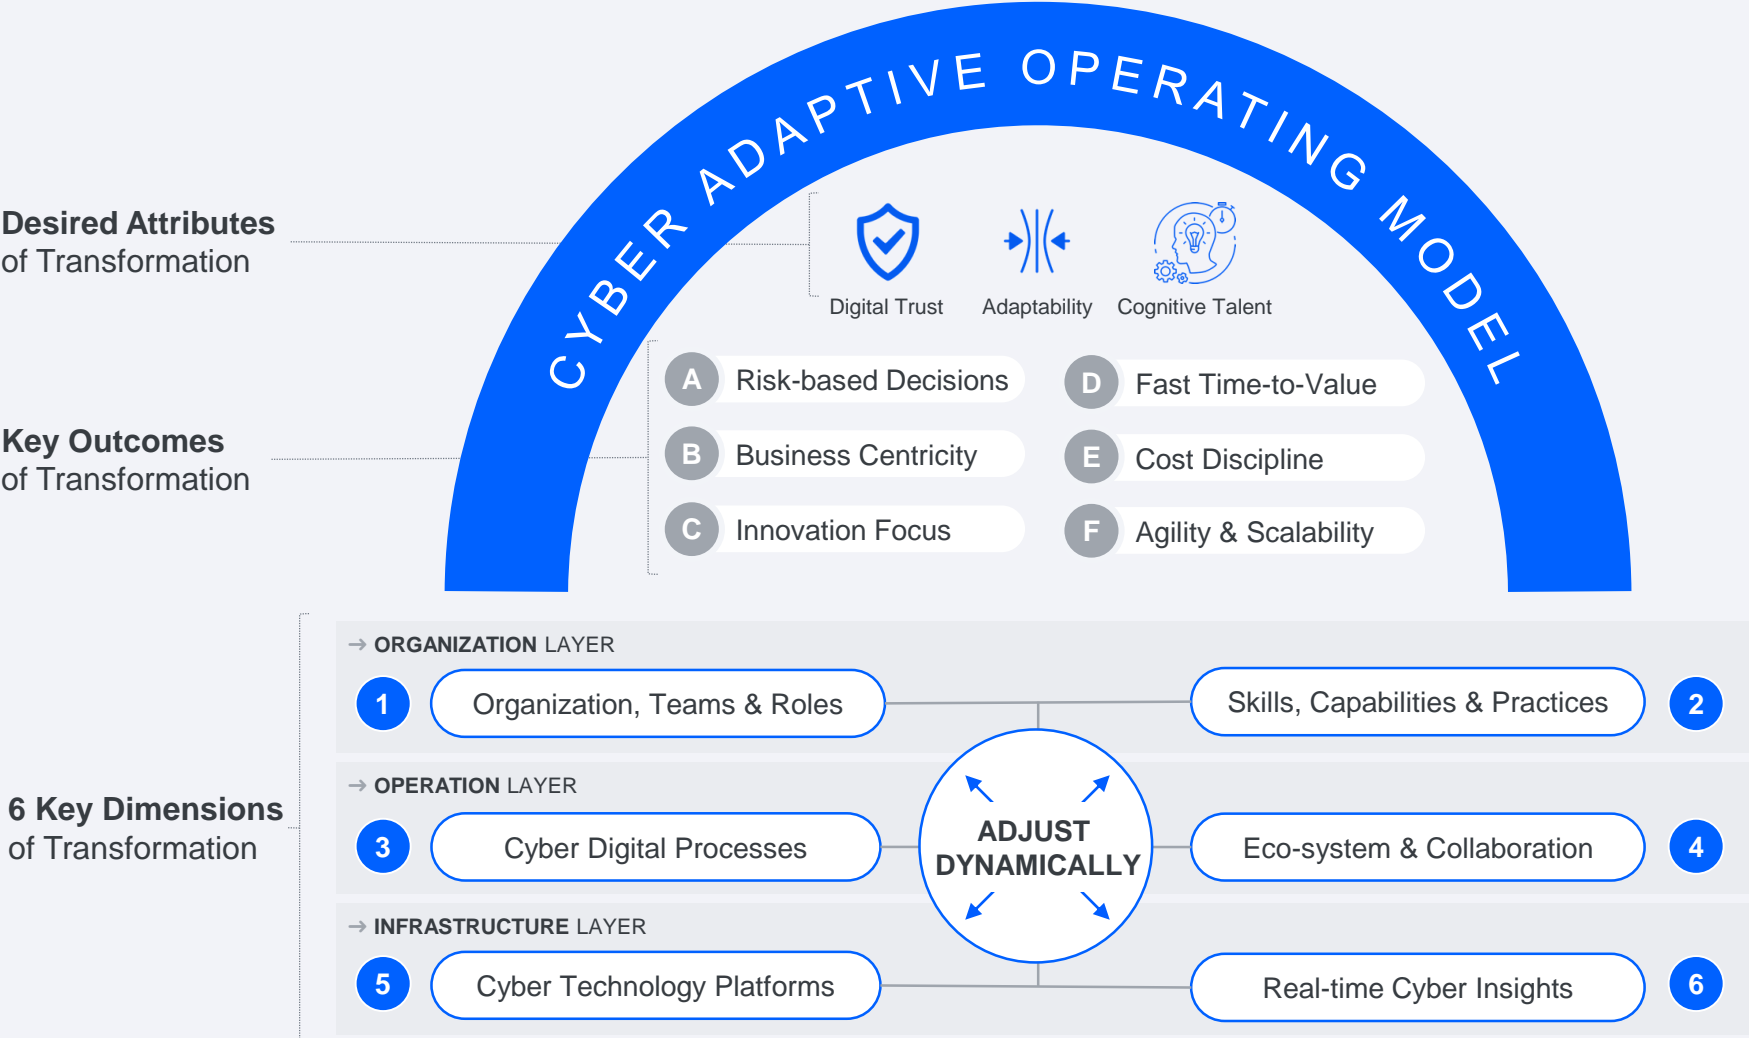 CYBER ADAPTIVE OPERATING MODEL
Desired Attributes
of Transformation
Digital Trust
Adaptability
Cognitive Talent
Key Outcomes
of Transformation
A Risk-based Decisions
D Fast Time-to-Value
B Business Centricity
E Cost Discipline
C Innovation Focus
F Agility & Scalability
6 Key Dimensions
of Transformation
→ ORGANIZATION LAYER
1 Organization, Teams & Roles
Skills, Capabilities & Practices 2
→ OPERATION LAYER
3 Cyber Digital Processes
ADJUST
DYNAMICALLY
Eco-system & Collaboration 4
→ INFRASTRUCTURE LAYER
5 Cyber Technology Platforms
Real-time Cyber Insights 6